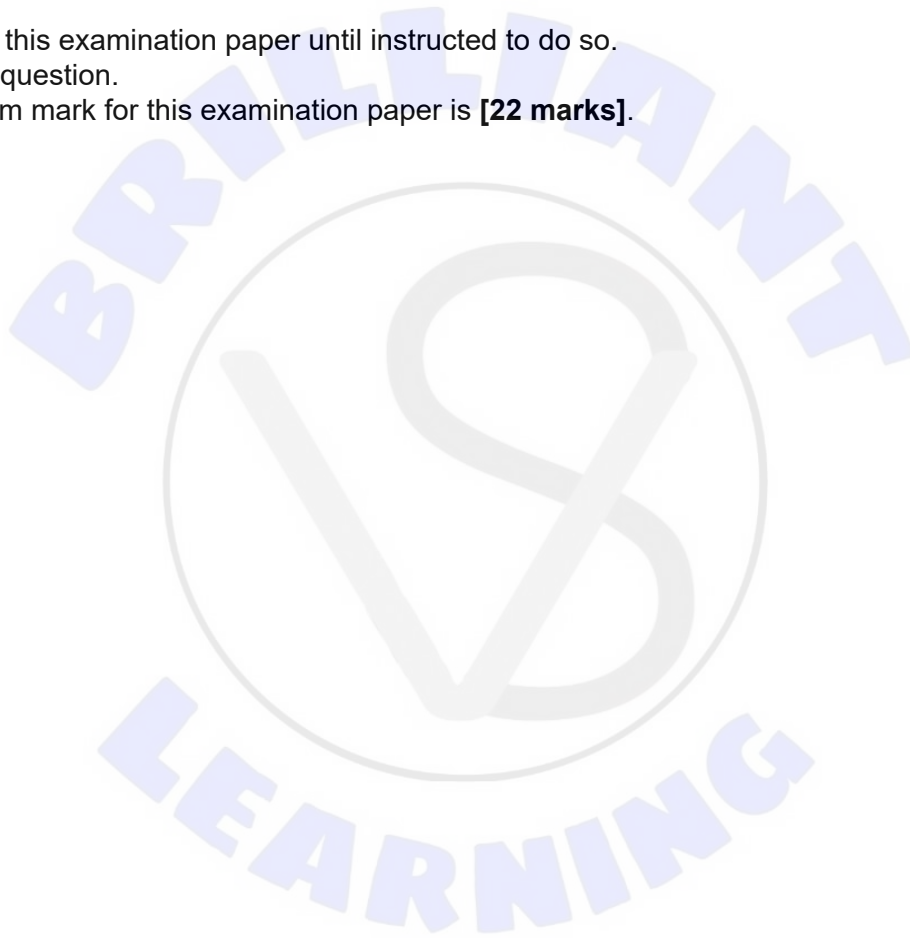 this examination paper until instructed to do so.
question.
m mark for this examination paper is [22 marks].
BRILLIANT
VS
LEARNING